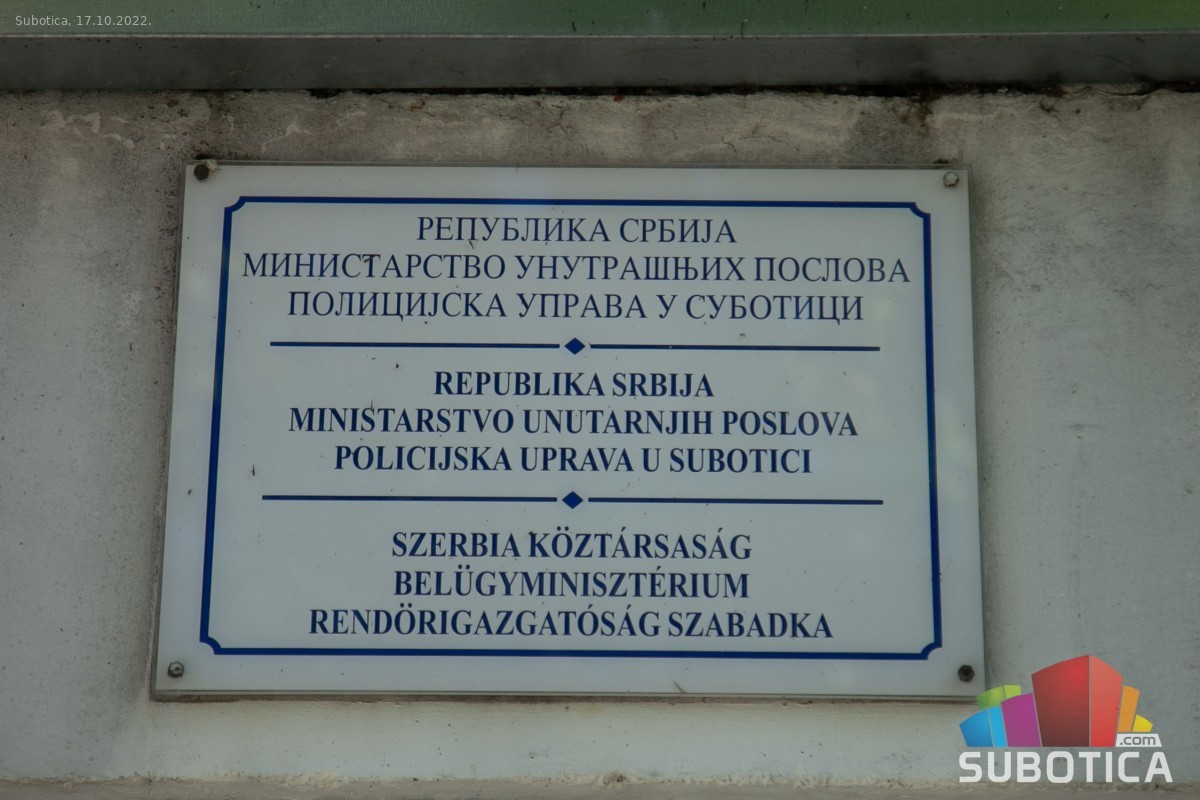 Subotica, 17.10.2022.
РЕПУБЛИКА СРБИЈА
МИНИСТАРСТВО УНУТРАШЊИХ ПОСЛОВА
ПОЛИЦИЈСКА УПРАВА У СУБОТИЦИ
REPUBLIKA SRBIJA
MINISTARSTVO UNUTARNJIH POSLOVA
POLICIJSKA UPRAVA U SUBOTICI
SZERBIA KÖZTÁRSASÁG
BELÜGYMINISZTÉRIUM
RENDÖRIGAZGATÓSÁG SZABADKA
.com
SUBOTICA